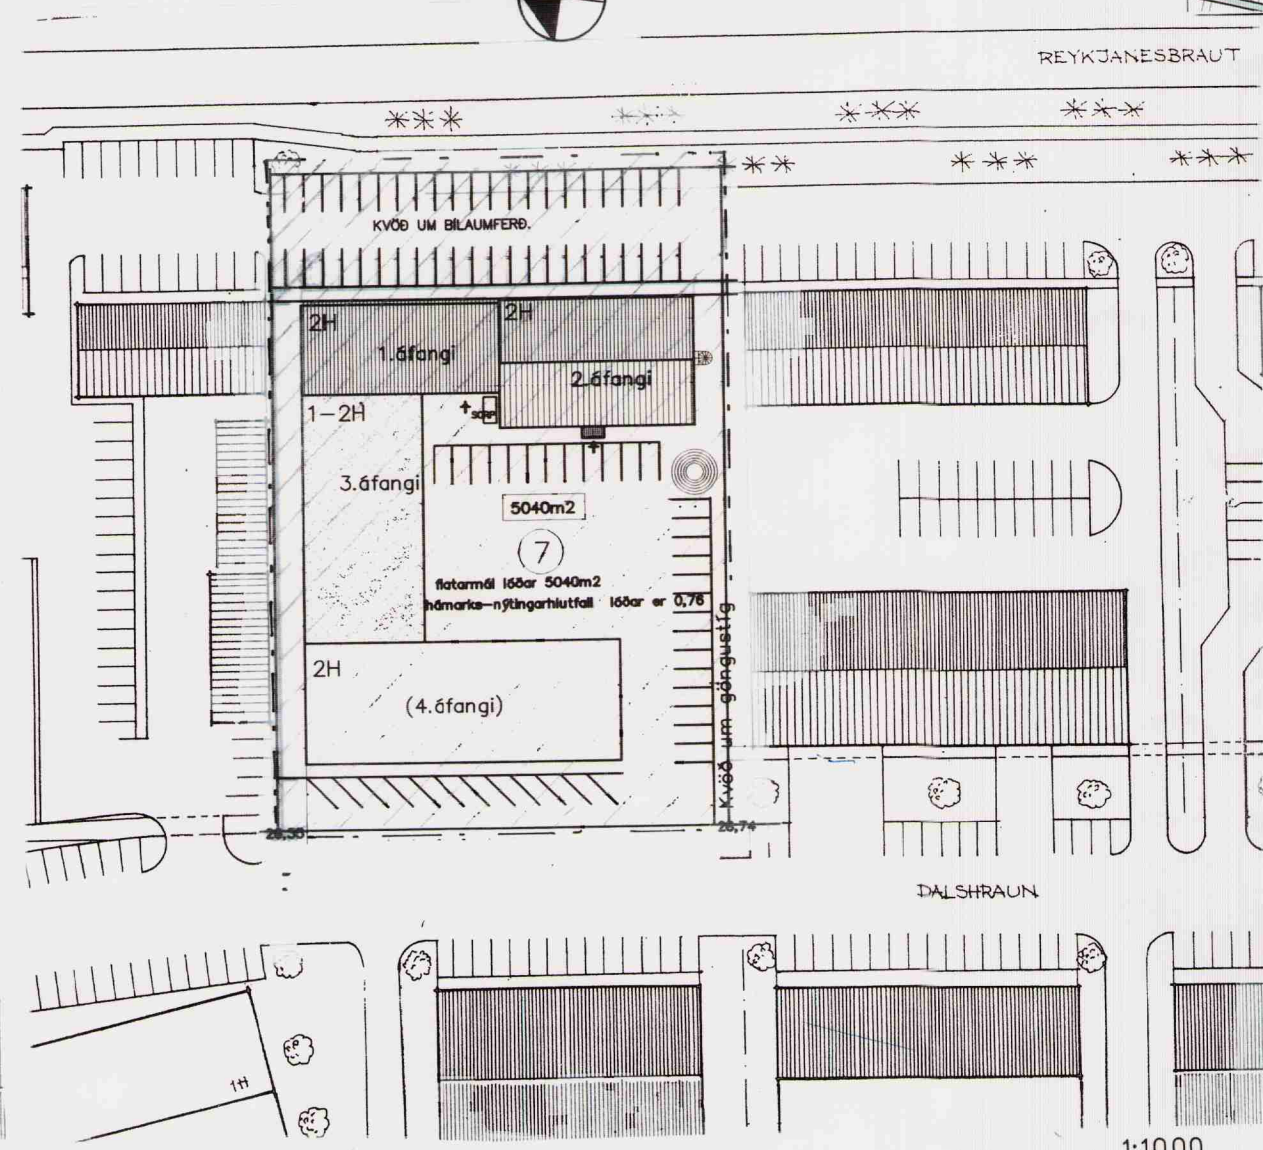 REYKJANESBRAUT
KVÖÐ UM BÍLAUMFERÐ.
2H
2H
1.áfangi
2.áfangi
1-2H
SORP
3.áfangi
5040m2
7
flatarmál lóðar 5040m2
hámarks-nýtingarhlutfall lóðar er 0,76
Kvöð um göngustíg
2H
(4.áfangi)
26,74
DALSHRAUN
1H
1:1000